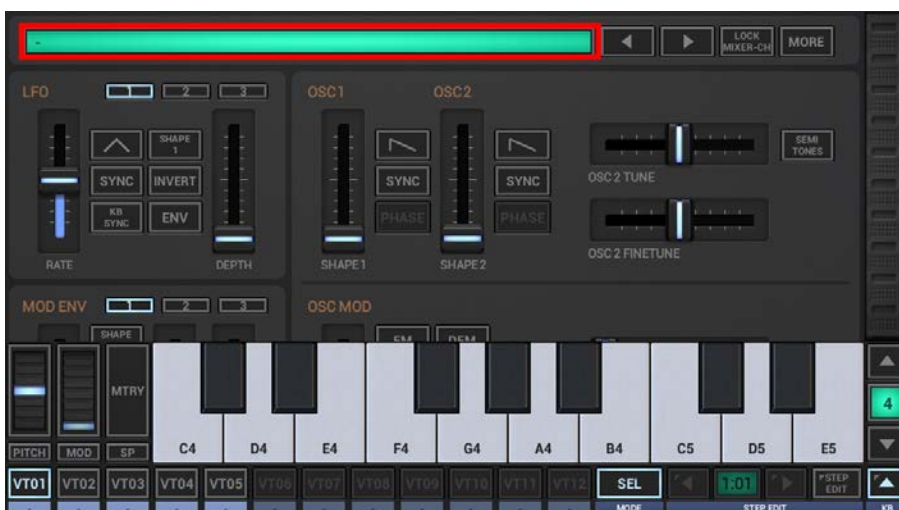 -
LOCK MIXER-CH
MORE
LFO 1 2 3 OSC1 OSC2
SHAPE 1
SEMI TONES
SYNC INVERT SYNC SYNC
OSC 2 TUNE
KB SYNC ENV PHASE PHASE
OSC 2 FINETUNE
RATE DEPTH SHAPE1 SHAPE2
MOD ENV 1 2 3 OSC MOD
SHAPE
MTRY
4
C4 D4 E4 F4 G4 A4 B4 C5 D5 E5
PITCH MOD SP
VT01 VT02 VT03 VT04 VT05 VT06 VT07 VT08 VT09 VT10 VT11 VT12 SEL 1:01 STEP EDIT
MODE STEP EDIT KB